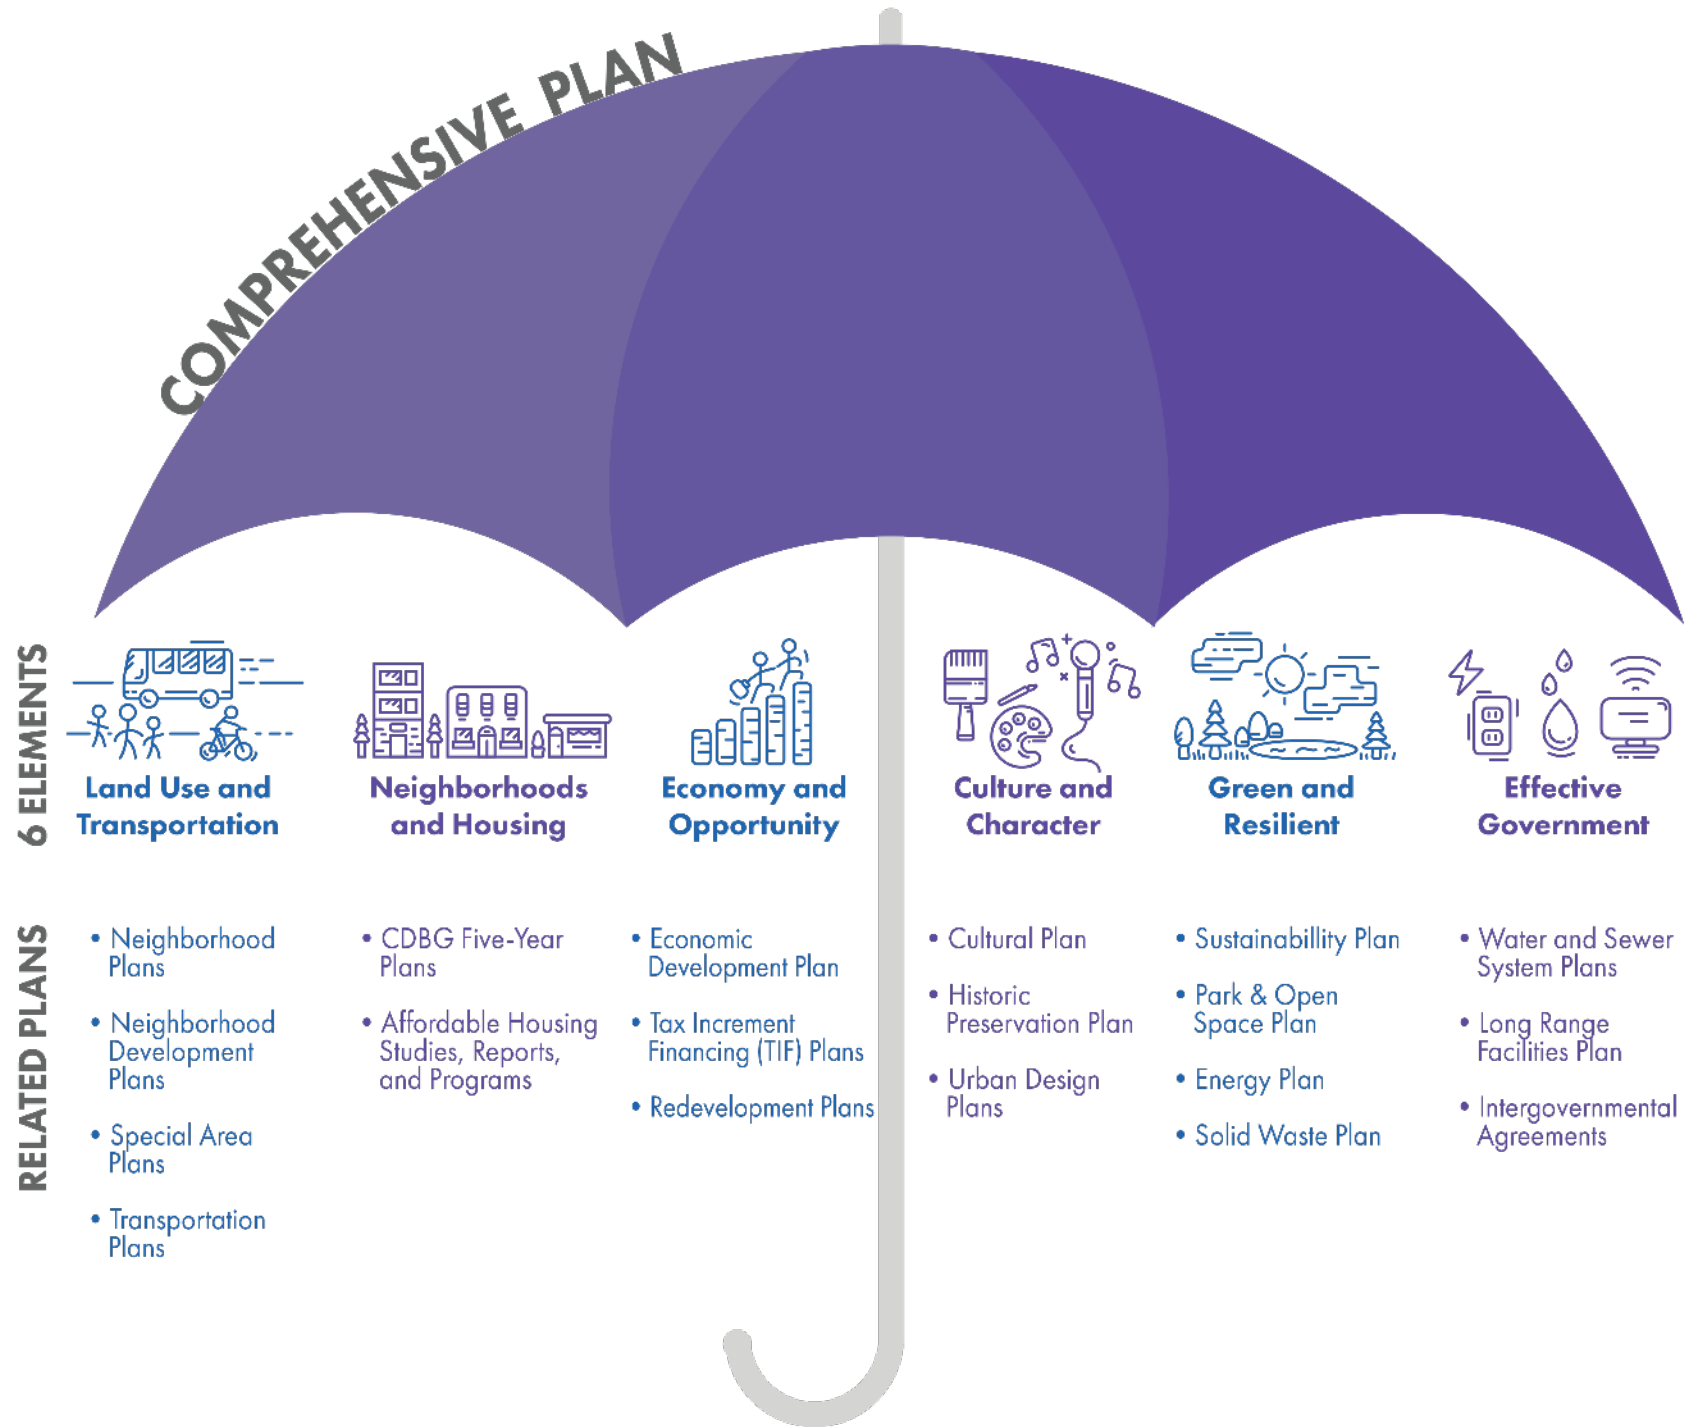 COMPREHENSIVE PLAN
6 ELEMENTS
Land Use and
Transportation
Neighborhoods
and Housing
Economy and
Opportunity
Culture and
Character
Green and
Resilient
Effective
Government
RELATED PLANS
• Neighborhood
Plans
• Neighborhood
Development
Plans
• Special Area
Plans
• Transportation
Plans
• CDBG Five-Year
Plans
• Affordable Housing
Studies, Reports,
and Programs
• Economic
Development Plan
• Tax Increment
Financing (TIF) Plans
• Redevelopment Plans
• Cultural Plan
• Historic
Preservation Plan
• Urban Design
Plans
• Sustainabillity Plan
• Park & Open
Space Plan
• Energy Plan
• Solid Waste Plan
• Water and Sewer
System Plans
• Long Range
Facilities Plan
• Intergovernmental
Agreements